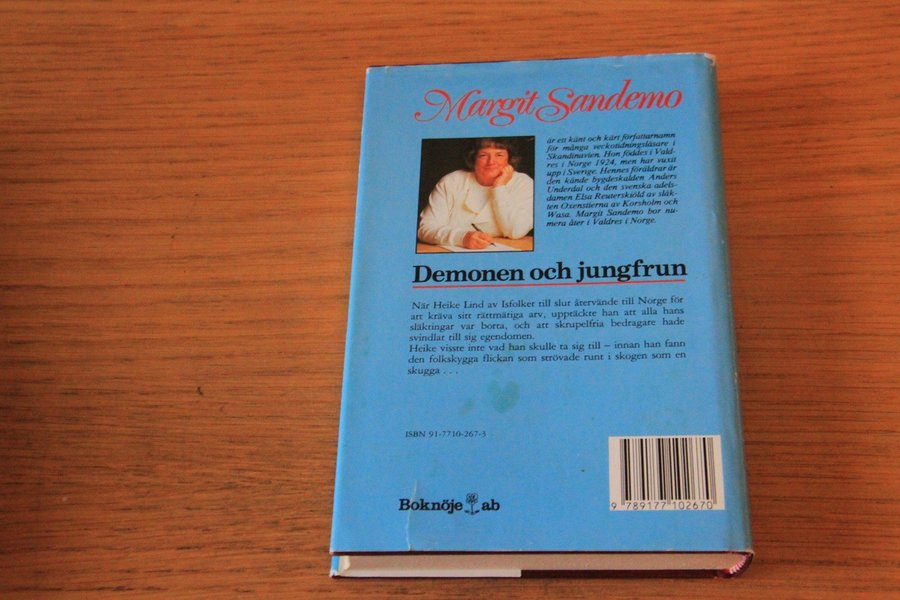 Margit Sandemo
är ett känt och kärt författarnamn
för många veckotidningsläsare i
Skandinavien. Hon föddes i Vald-
res i Norge 1924, men har vuxit
upp i Sverige. Hennes föräldrar är
den kände bygdeskalden Anders
Underdal och den svenska adels-
damen Elsa Reuterskiöld av släk-
ten Oxenstierna av Korsholm och
Wasa. Margit Sandemo bor nu-
mera åter i Valdres i Norge.
Demonen och jungfrun
När Heike Lind av Isfolket till slut återvände till Norge för
att kräva sitt rättmätiga arv, upptäckte han att alla hans
släktingar var borta, och att skrupelfria bedragare hade
svindlat till sig egendomen.
Heike visste inte vad han skulle ta sig till – innan han fann
den folkskygga flickan som strövade runt i skogen som en
skugga . . .
ISBN 91-7710-267-3
Boknöje ab
9 789177 102670